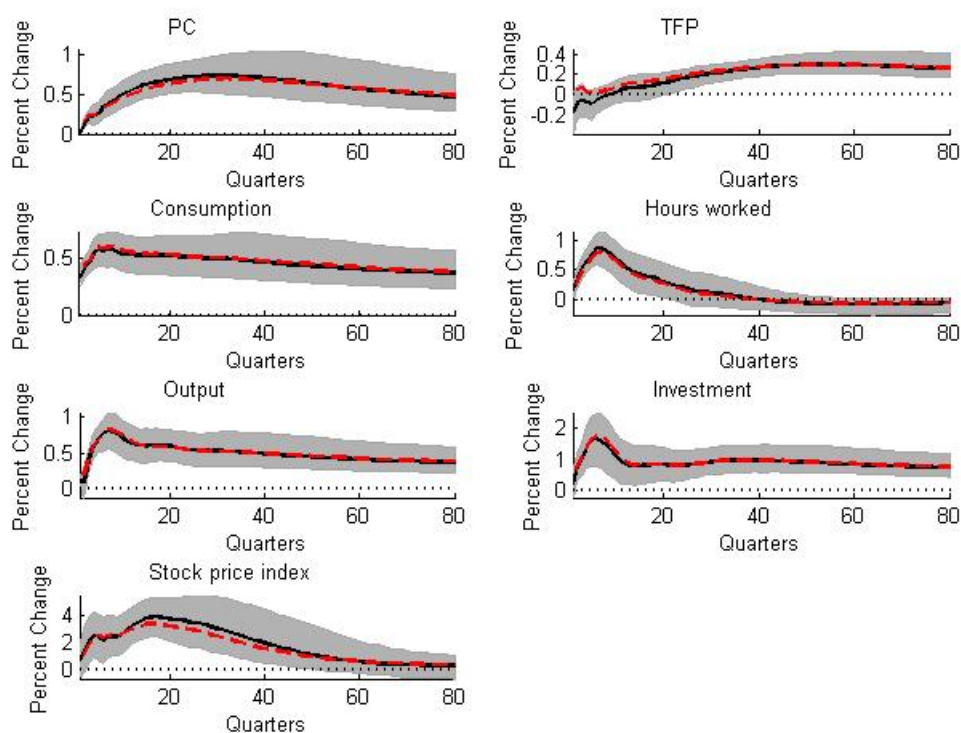 PC
Percent Change
1
0.5
0
20
40
60
80
Quarters
TFP
Percent Change
0.4
0.2
0
-0.2
20
40
60
80
Quarters
Consumption
Percent Change
0.5
0
20
40
60
80
Quarters
Hours worked
Percent Change
1
0.5
0
20
40
60
80
Quarters
Output
Percent Change
1
0.5
0
20
40
60
80
Quarters
Investment
Percent Change
2
1
0
20
40
60
80
Quarters
Stock price index
Percent Change
4
2
0
20
40
60
80
Quarters